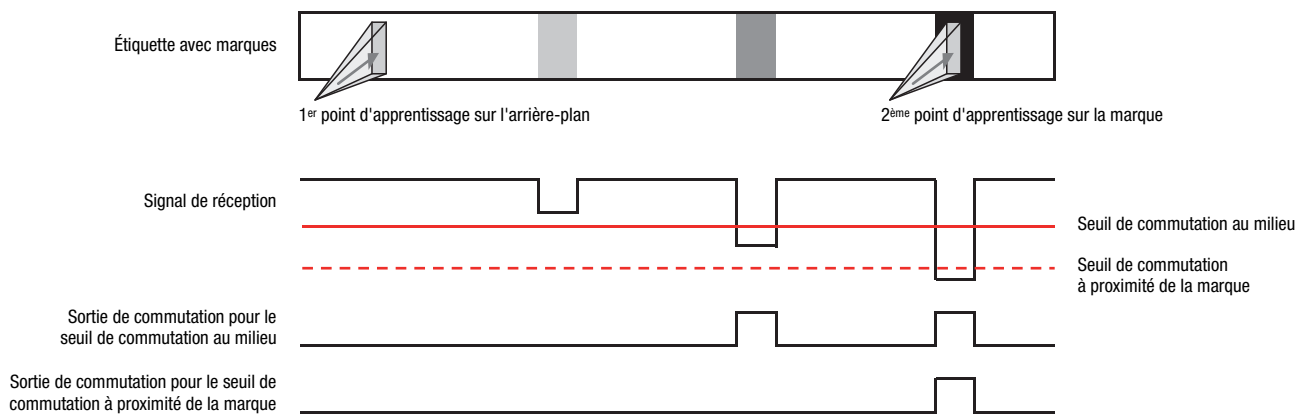 Étiquette avec marques
1er point d'apprentissage sur l'arrière-plan
2ème point d'apprentissage sur la marque
Signal de réception
Seuil de commutation au milieu
Seuil de commutation
à proximité de la marque
Sortie de commutation pour le
seuil de commutation au milieu
Sortie de commutation pour le seuil de
commutation à proximité de la marque